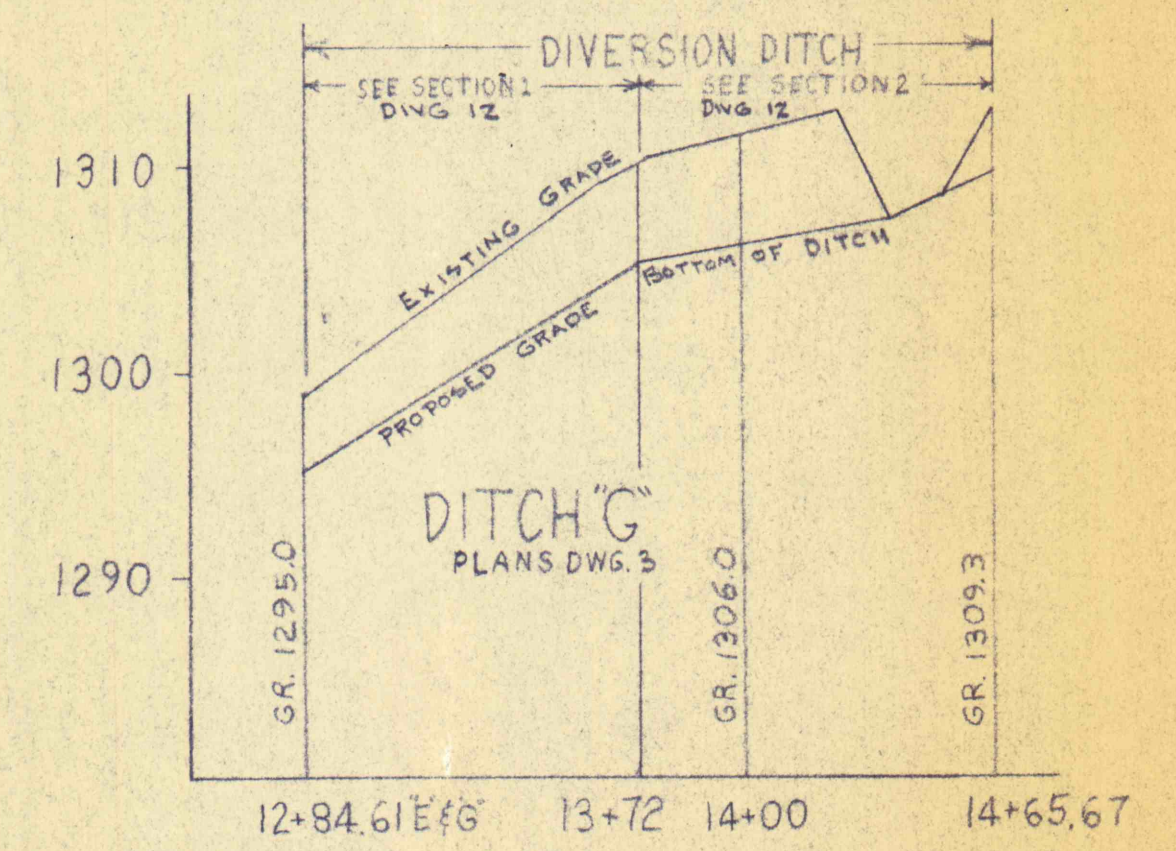 DIVERSION DITCH
SEE SECTION 1
DWG 12
SEE SECTION 2
DWG 12
1310
EXISTING GRADE
BOTTOM OF DITCH
PROPOSED GRADE
1300
DITCH "G"
PLANS DWG. 3
1290
GR. 1295.0
GR. 1306.0
GR. 1309.3
12+84.61 "E&G"
13+72
14+00
14+65.67